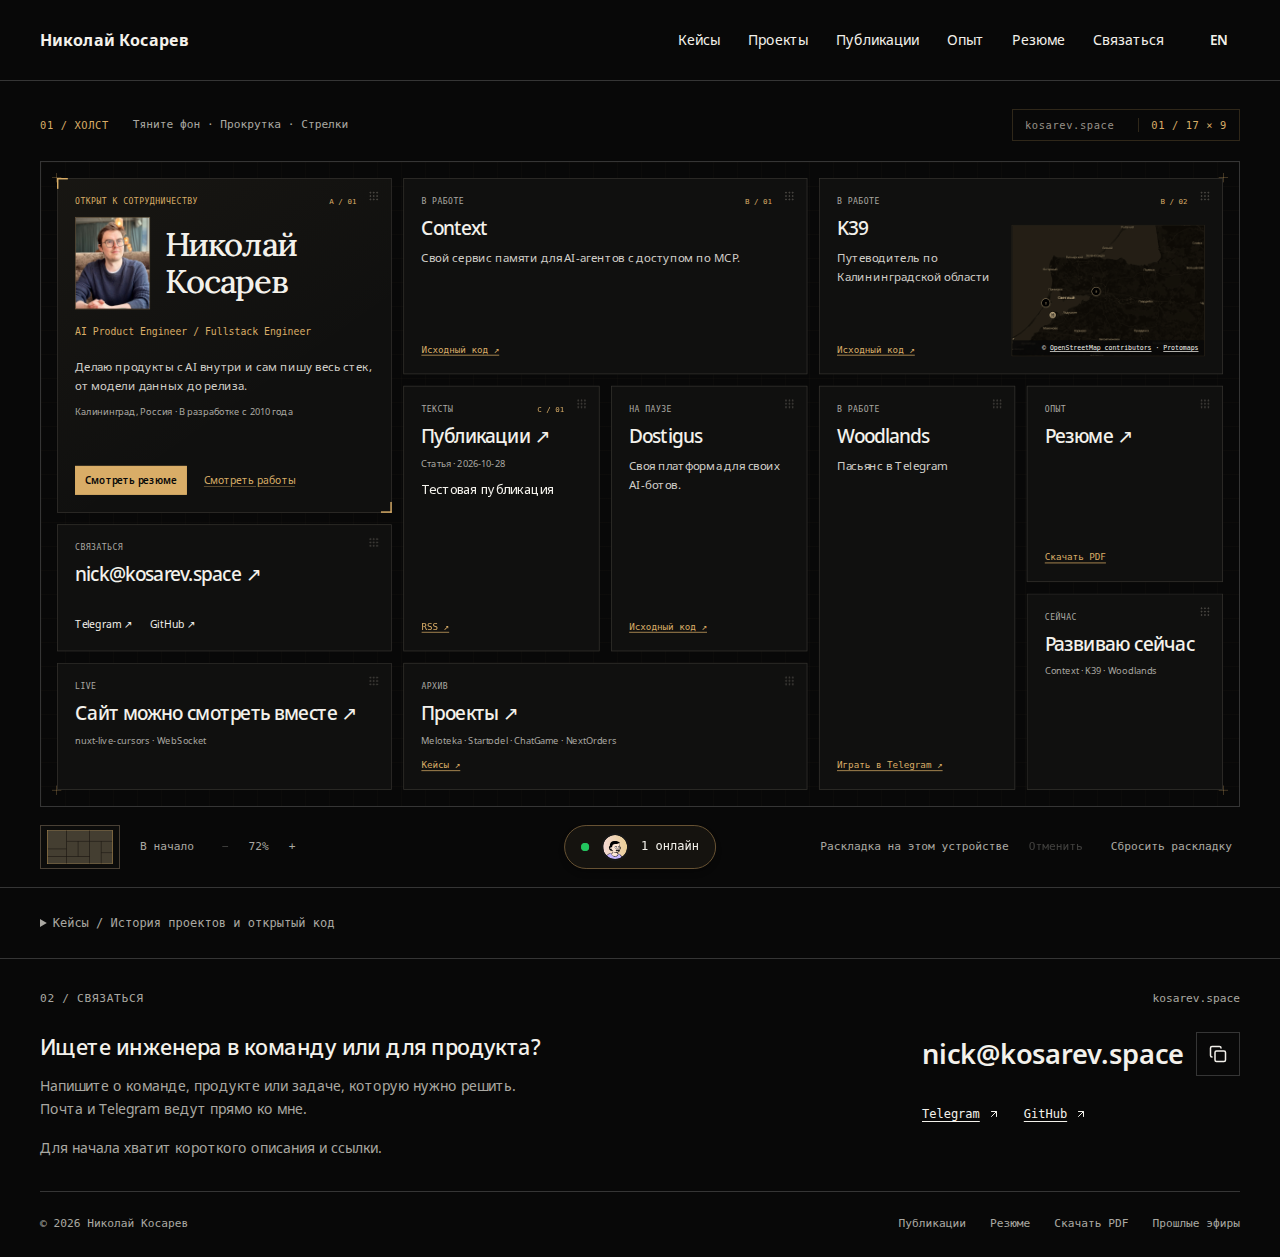 Николай Косарев
Кейсы
Проекты
Публикации
Опыт
Резюме
Связаться
EN
01 / ХОЛСТ
Тяните фон · Прокрутка · Стрелки
kosarev.space
01 / 17 × 9
ОТКРЫТ К СОТРУДНИЧЕСТВУ
A / 01
Николай
Косарев
AI Product Engineer / Fullstack Engineer
Делаю продукты с AI внутри и сам пишу весь стек,
от модели данных до релиза.
Калининград, Россия · В разработке с 2010 года
Смотреть резюме
Смотреть работы
В РАБОТЕ
B / 01
Context
Свой сервис памяти для AI-агентов с доступом по MCP.
Исходный код ↗
В РАБОТЕ
B / 02
K39
Путеводитель по
Калининградской области
Исходный код ↗
© OpenStreetMap contributors · Protomaps
ТЕКСТЫ
C / 01
Публикации ↗
Статья · 2026-10-28
Тестовая публикация
RSS ↗
НА ПАУЗЕ
Dostigus
Своя платформа для своих
AI-ботов.
Исходный код ↗
В РАБОТЕ
Woodlands
Пасьянс в Telegram
Играть в Telegram ↗
ОПЫТ
Резюме ↗
Скачать PDF
СВЯЗАТЬСЯ
nick@kosarev.space ↗
Telegram ↗
GitHub ↗
СЕЙЧАС
Развиваю сейчас
Context · K39 · Woodlands
LIVE
Сайт можно смотреть вместе ↗
nuxt-live-cursors · WebSocket
АРХИВ
Проекты ↗
Meloteka · Startodel · ChatGame · NextOrders
Кейсы ↗
В начало
−
72%
+
1 онлайн
Раскладка на этом устройстве
Отменить
Сбросить раскладку
Кейсы / История проектов и открытый код
02 / СВЯЗАТЬСЯ
kosarev.space
Ищете инженера в команду или для продукта?
Напишите о команде, продукте или задаче, которую нужно решить.
Почта и Telegram ведут прямо ко мне.
Для начала хватит короткого описания и ссылки.
nick@kosarev.space
Telegram ↗
GitHub ↗
© 2026 Николай Косарев
Публикации
Резюме
Скачать PDF
Прошлые эфиры